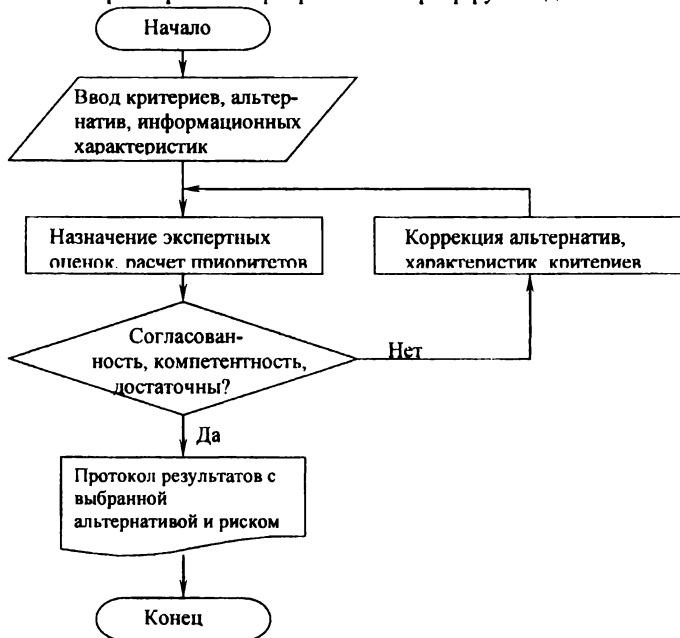 Начало
Ввод критериев, альтер-
натив, информационных
характеристик
Назначение экспертных
оценок, расчет приоритетов
Коррекция альтернатив,
характеристик критериев
Согласован-
ность, компетентность,
достаточны?
Нет
Да
Протокол результатов с
выбранной
альтернативой и риском
Конец